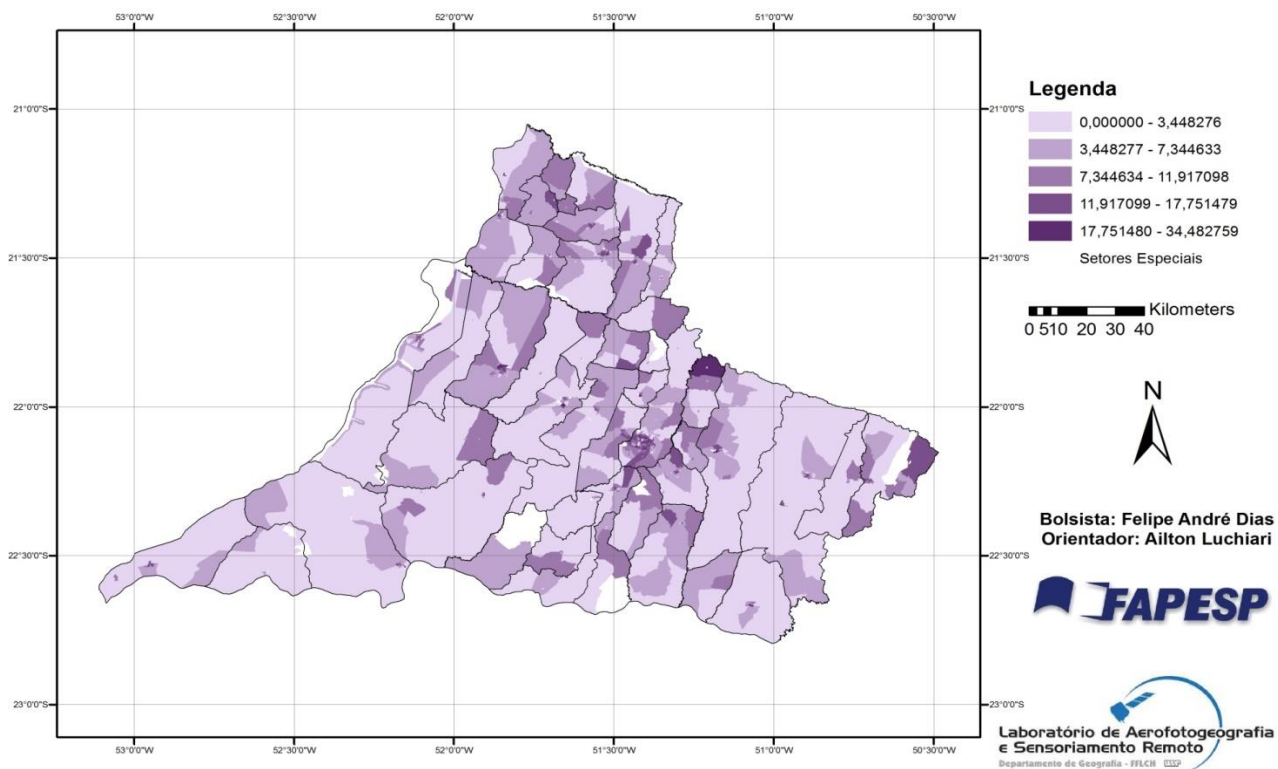 53°0'0"W 52°30'0"W 52°0'0"W 51°30'0"W 51°0'0"W 50°30'0"W
21°0'0"S 21°0'0"S
21°30'0"S 21°30'0"S
22°0'0"S 22°0'0"S
22°30'0"S 22°30'0"S
23°0'0"S 23°0'0"S
53°0'0"W 52°30'0"W 52°0'0"W 51°30'0"W 51°0'0"W 50°30'0"W
Legenda
0,000000 - 3,448276
3,448277 - 7,344633
7,344634 - 11,917098
11,917099 - 17,751479
17,751480 - 34,482759
Setores Especiais
Kilometers
0 5 10 20 30 40
N
Bolsista: Felipe André Dias
Orientador: Ailton Luchiari
FAPESP
Laboratório de Aerofotogeografia
e Sensoriamento Remoto
Departamento de Geografia - FFLCH USP